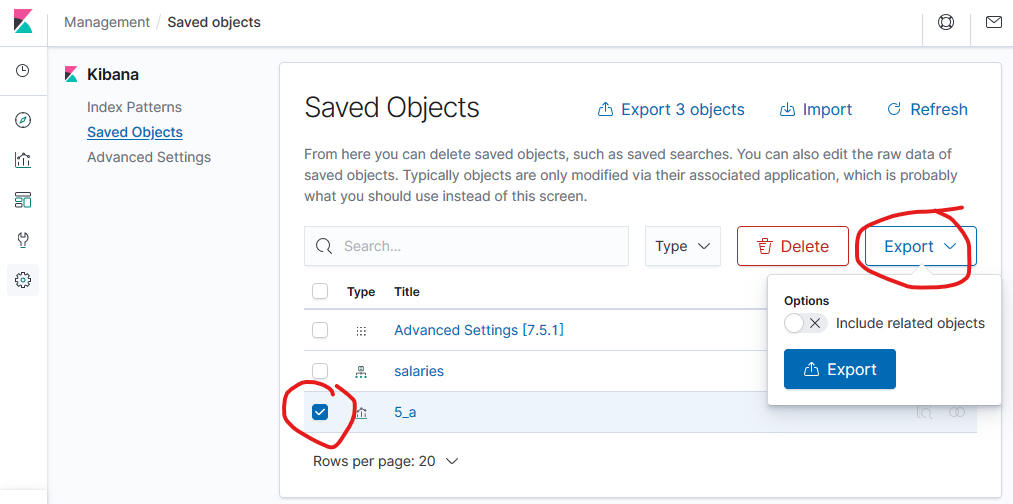 Management / Saved objects
Kibana
Index Patterns
Saved Objects
Advanced Settings
Saved Objects
Export 3 objects
Import
Refresh
From here you can delete saved objects, such as saved searches. You can also edit the raw data of
saved objects. Typically objects are only modified via their associated application, which is probably
what you should use instead of this screen.
Search...
Type
Delete
Export
Type Title
Advanced Settings [7.5.1]
salaries
5_a
Options
Include related objects
Export
Rows per page: 20